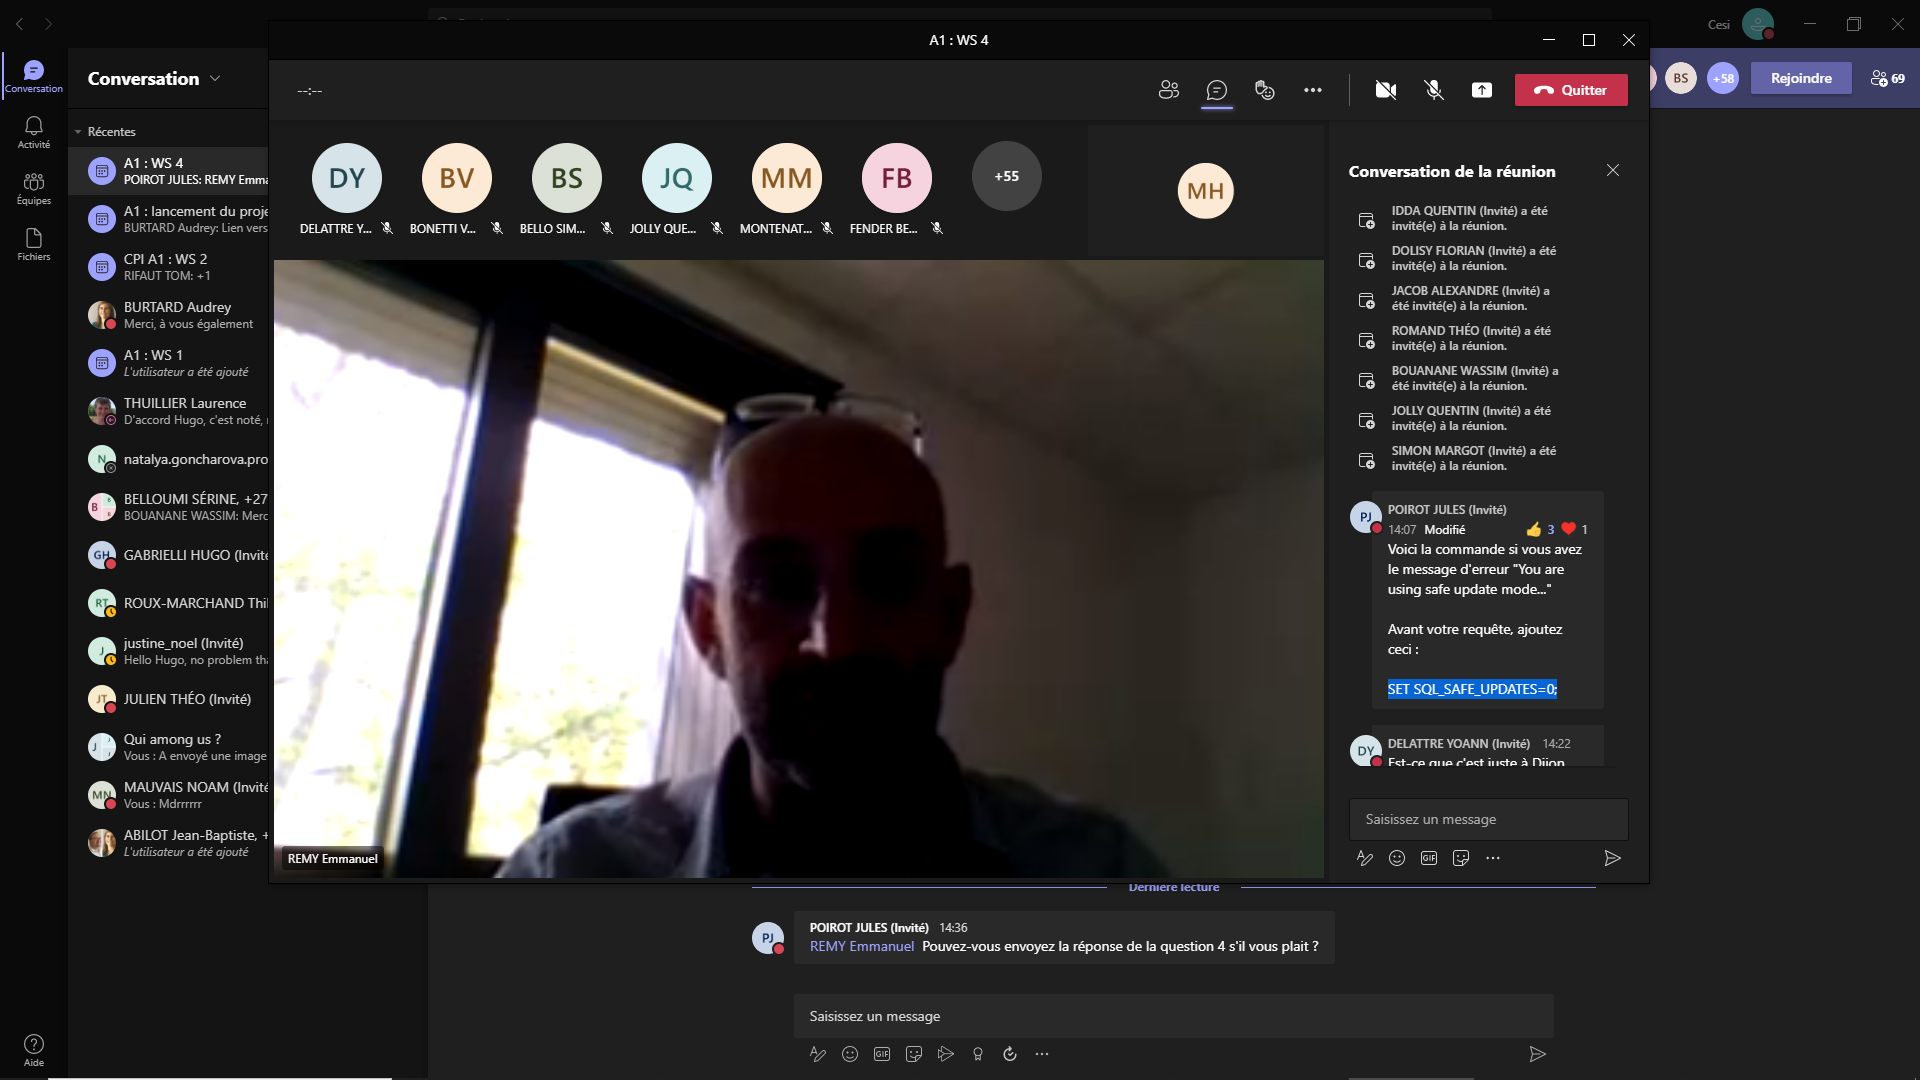 Cesi
A1 : WS 4
--:--
Quitter
BS
+58
Rejoindre
69
Conversation
Activité
Équipes
Fichiers
Aide
Conversation
Récentes
A1 : WS 4
POIROT JULES: REMY Emma
A1 : lancement du proje
BURTARD Audrey: Lien vers
CPI A1 : WS 2
RIFAUT TOM: +1
BURTARD Audrey
Merci, à vous également
A1 : WS 1
L'utilisateur a été ajouté
THUILLIER Laurence
D'accord Hugo, c'est noté,
N
natalya.goncharova.pro
B
BELLOUMI SÉRINE, +27
BOUANANE WASSIM: Merc
GH
GABRIELLI HUGO (Invité
RT
ROUX-MARCHAND Thi
J
justine_noel (Invité)
Hello Hugo, no problem tha
JT
JULIEN THÉO (Invité)
J
Qui among us ?
Vous : A envoyé une image
MN
MAUVAIS NOAM (Invité
Vous : Mdrrrrrr
ABILOT Jean-Baptiste, +
L'utilisateur a été ajouté
DY
BV
BS
JQ
MM
FB
+55
MH
DELATTRE Y...
BONETTI V...
BELLO SIM...
JOLLY QUE...
MONTENAT...
FENDER BE...
REMY Emmanuel
Conversation de la réunion
IDDA QUENTIN (Invité) a été
invité(e) à la réunion.
DOLISY FLORIAN (Invité) a été
invité(e) à la réunion.
JACOB ALEXANDRE (Invité) a
été invité(e) à la réunion.
ROMAND THÉO (Invité) a été
invité(e) à la réunion.
BOUANANE WASSIM (Invité) a
été invité(e) à la réunion.
JOLLY QUENTIN (Invité) a été
invité(e) à la réunion.
SIMON MARGOT (Invité) a été
invité(e) à la réunion.
PJ
POIROT JULES (Invité)
14:07 Modifié
3
1
Voici la commande si vous avez
le message d'erreur "You are
using safe update mode..."
Avant votre requête, ajoutez
ceci :
SET SQL_SAFE_UPDATES=0;
DY
DELATTRE YOANN (Invité) 14:22
Est-ce que c'est juste à Dijon
Saisissez un message
GIF
Dernière lecture
PJ
POIROT JULES (Invité) 14:36
REMY Emmanuel Pouvez-vous envoyez la réponse de la question 4 s'il vous plait ?
Saisissez un message
GIF